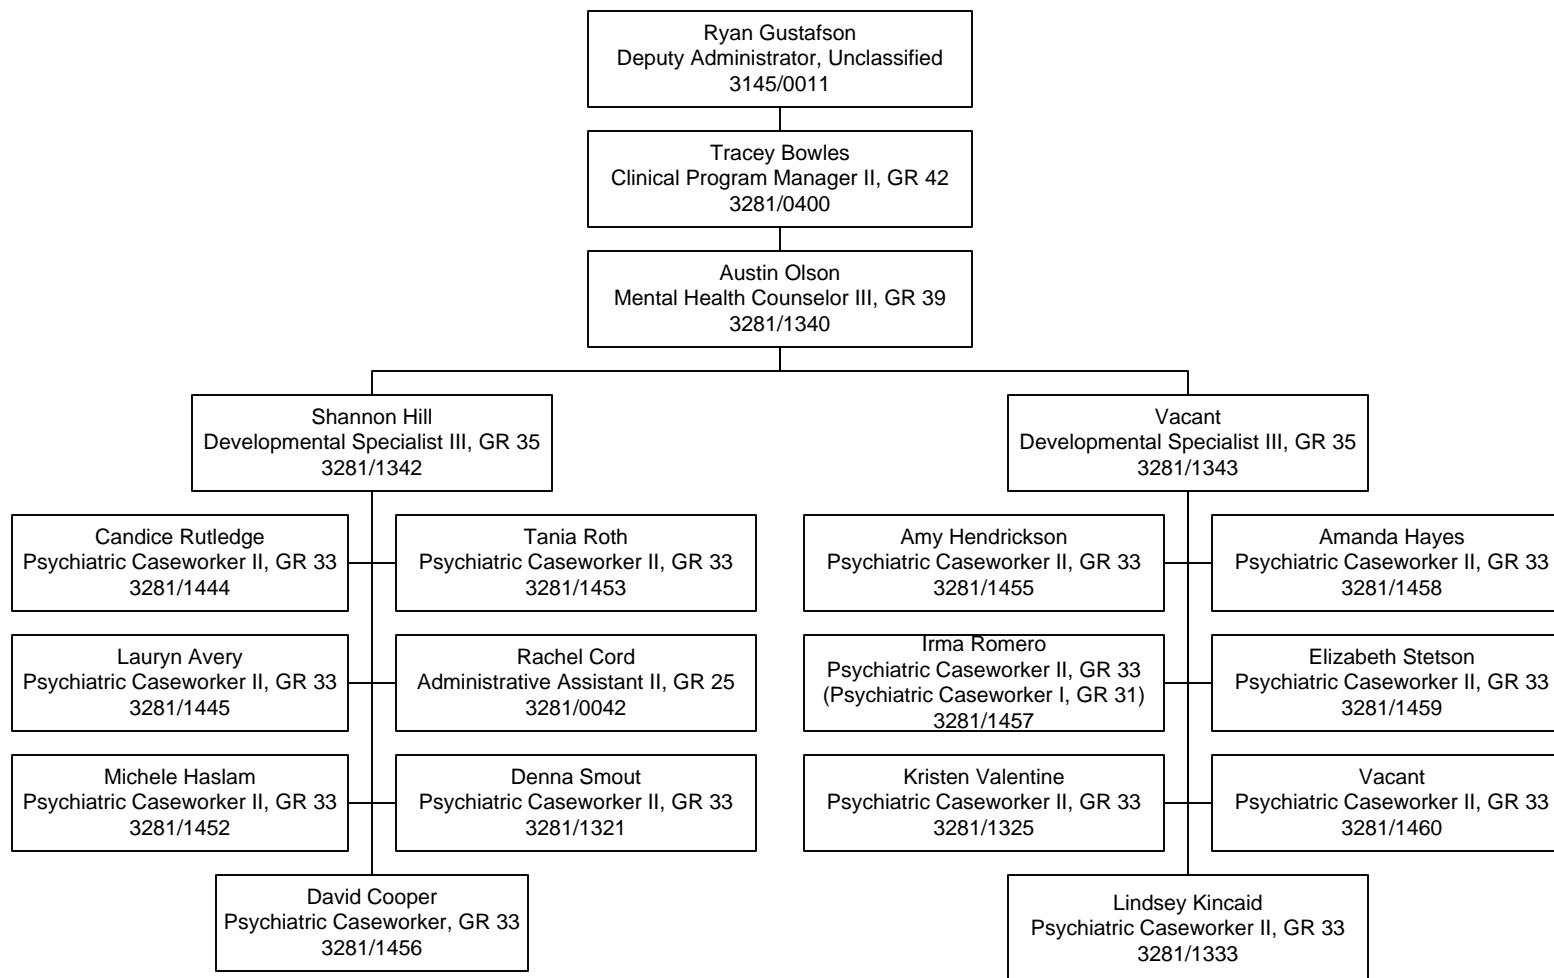 Ryan Gustafson
Deputy Administrator, Unclassified
3145/0011
Tracey Bowles
Clinical Program Manager II, GR 42
3281/0400
Austin Olson
Mental Health Counselor III, GR 39
3281/1340
Shannon Hill
Developmental Specialist III, GR 35
3281/1342
Vacant
Developmental Specialist III, GR 35
3281/1343
Candice Rutledge
Psychiatric Caseworker II, GR 33
3281/1444
Tania Roth
Psychiatric Caseworker II, GR 33
3281/1453
Amy Hendrickson
Psychiatric Caseworker II, GR 33
3281/1455
Amanda Hayes
Psychiatric Caseworker II, GR 33
3281/1458
Lauryn Avery
Psychiatric Caseworker II, GR 33
3281/1445
Rachel Cord
Administrative Assistant II, GR 25
3281/0042
Irma Romero
Psychiatric Caseworker II, GR 33
(Psychiatric Caseworker I, GR 31)
3281/1457
Elizabeth Stetson
Psychiatric Caseworker II, GR 33
3281/1459
Michele Haslam
Psychiatric Caseworker II, GR 33
3281/1452
Denna Smout
Psychiatric Caseworker II, GR 33
3281/1321
Kristen Valentine
Psychiatric Caseworker II, GR 33
3281/1325
Vacant
Psychiatric Caseworker II, GR 33
3281/1460
David Cooper
Psychiatric Caseworker, GR 33
3281/1456
Lindsey Kincaid
Psychiatric Caseworker II, GR 33
3281/1333